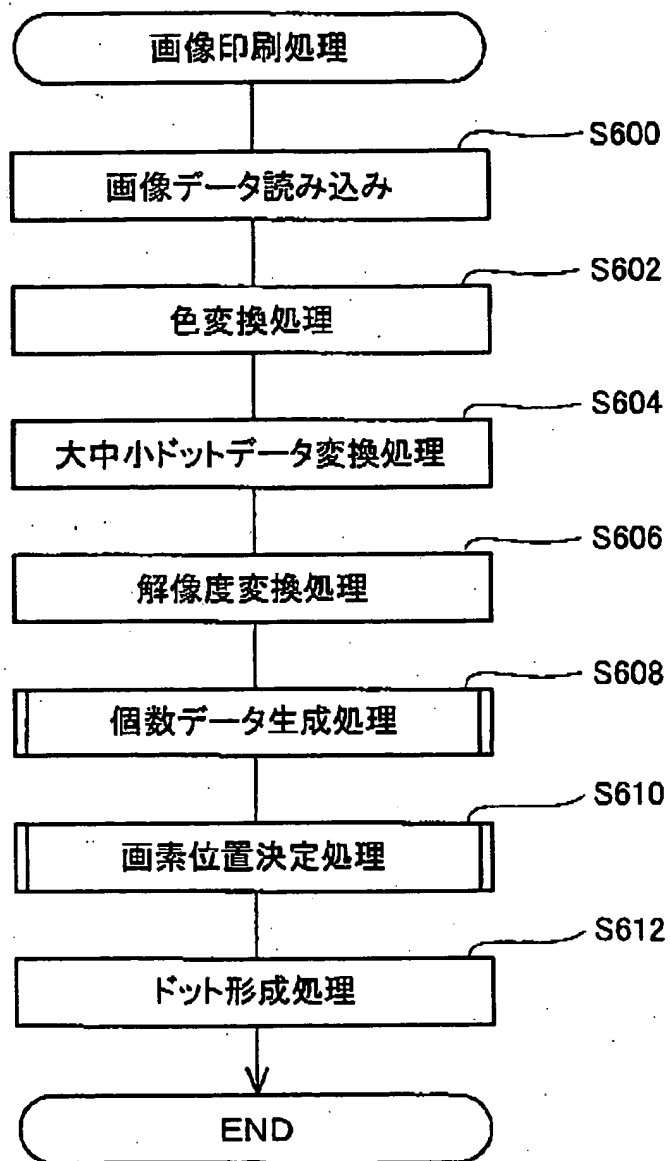 画像印刷処理
S600
画像データ読み込み
S602
色変換処理
S604
大中小ドットデータ変換処理
S606
解像度変換処理
S608
個数データ生成処理
S610
画素位置決定処理
S612
ドット形成処理
END